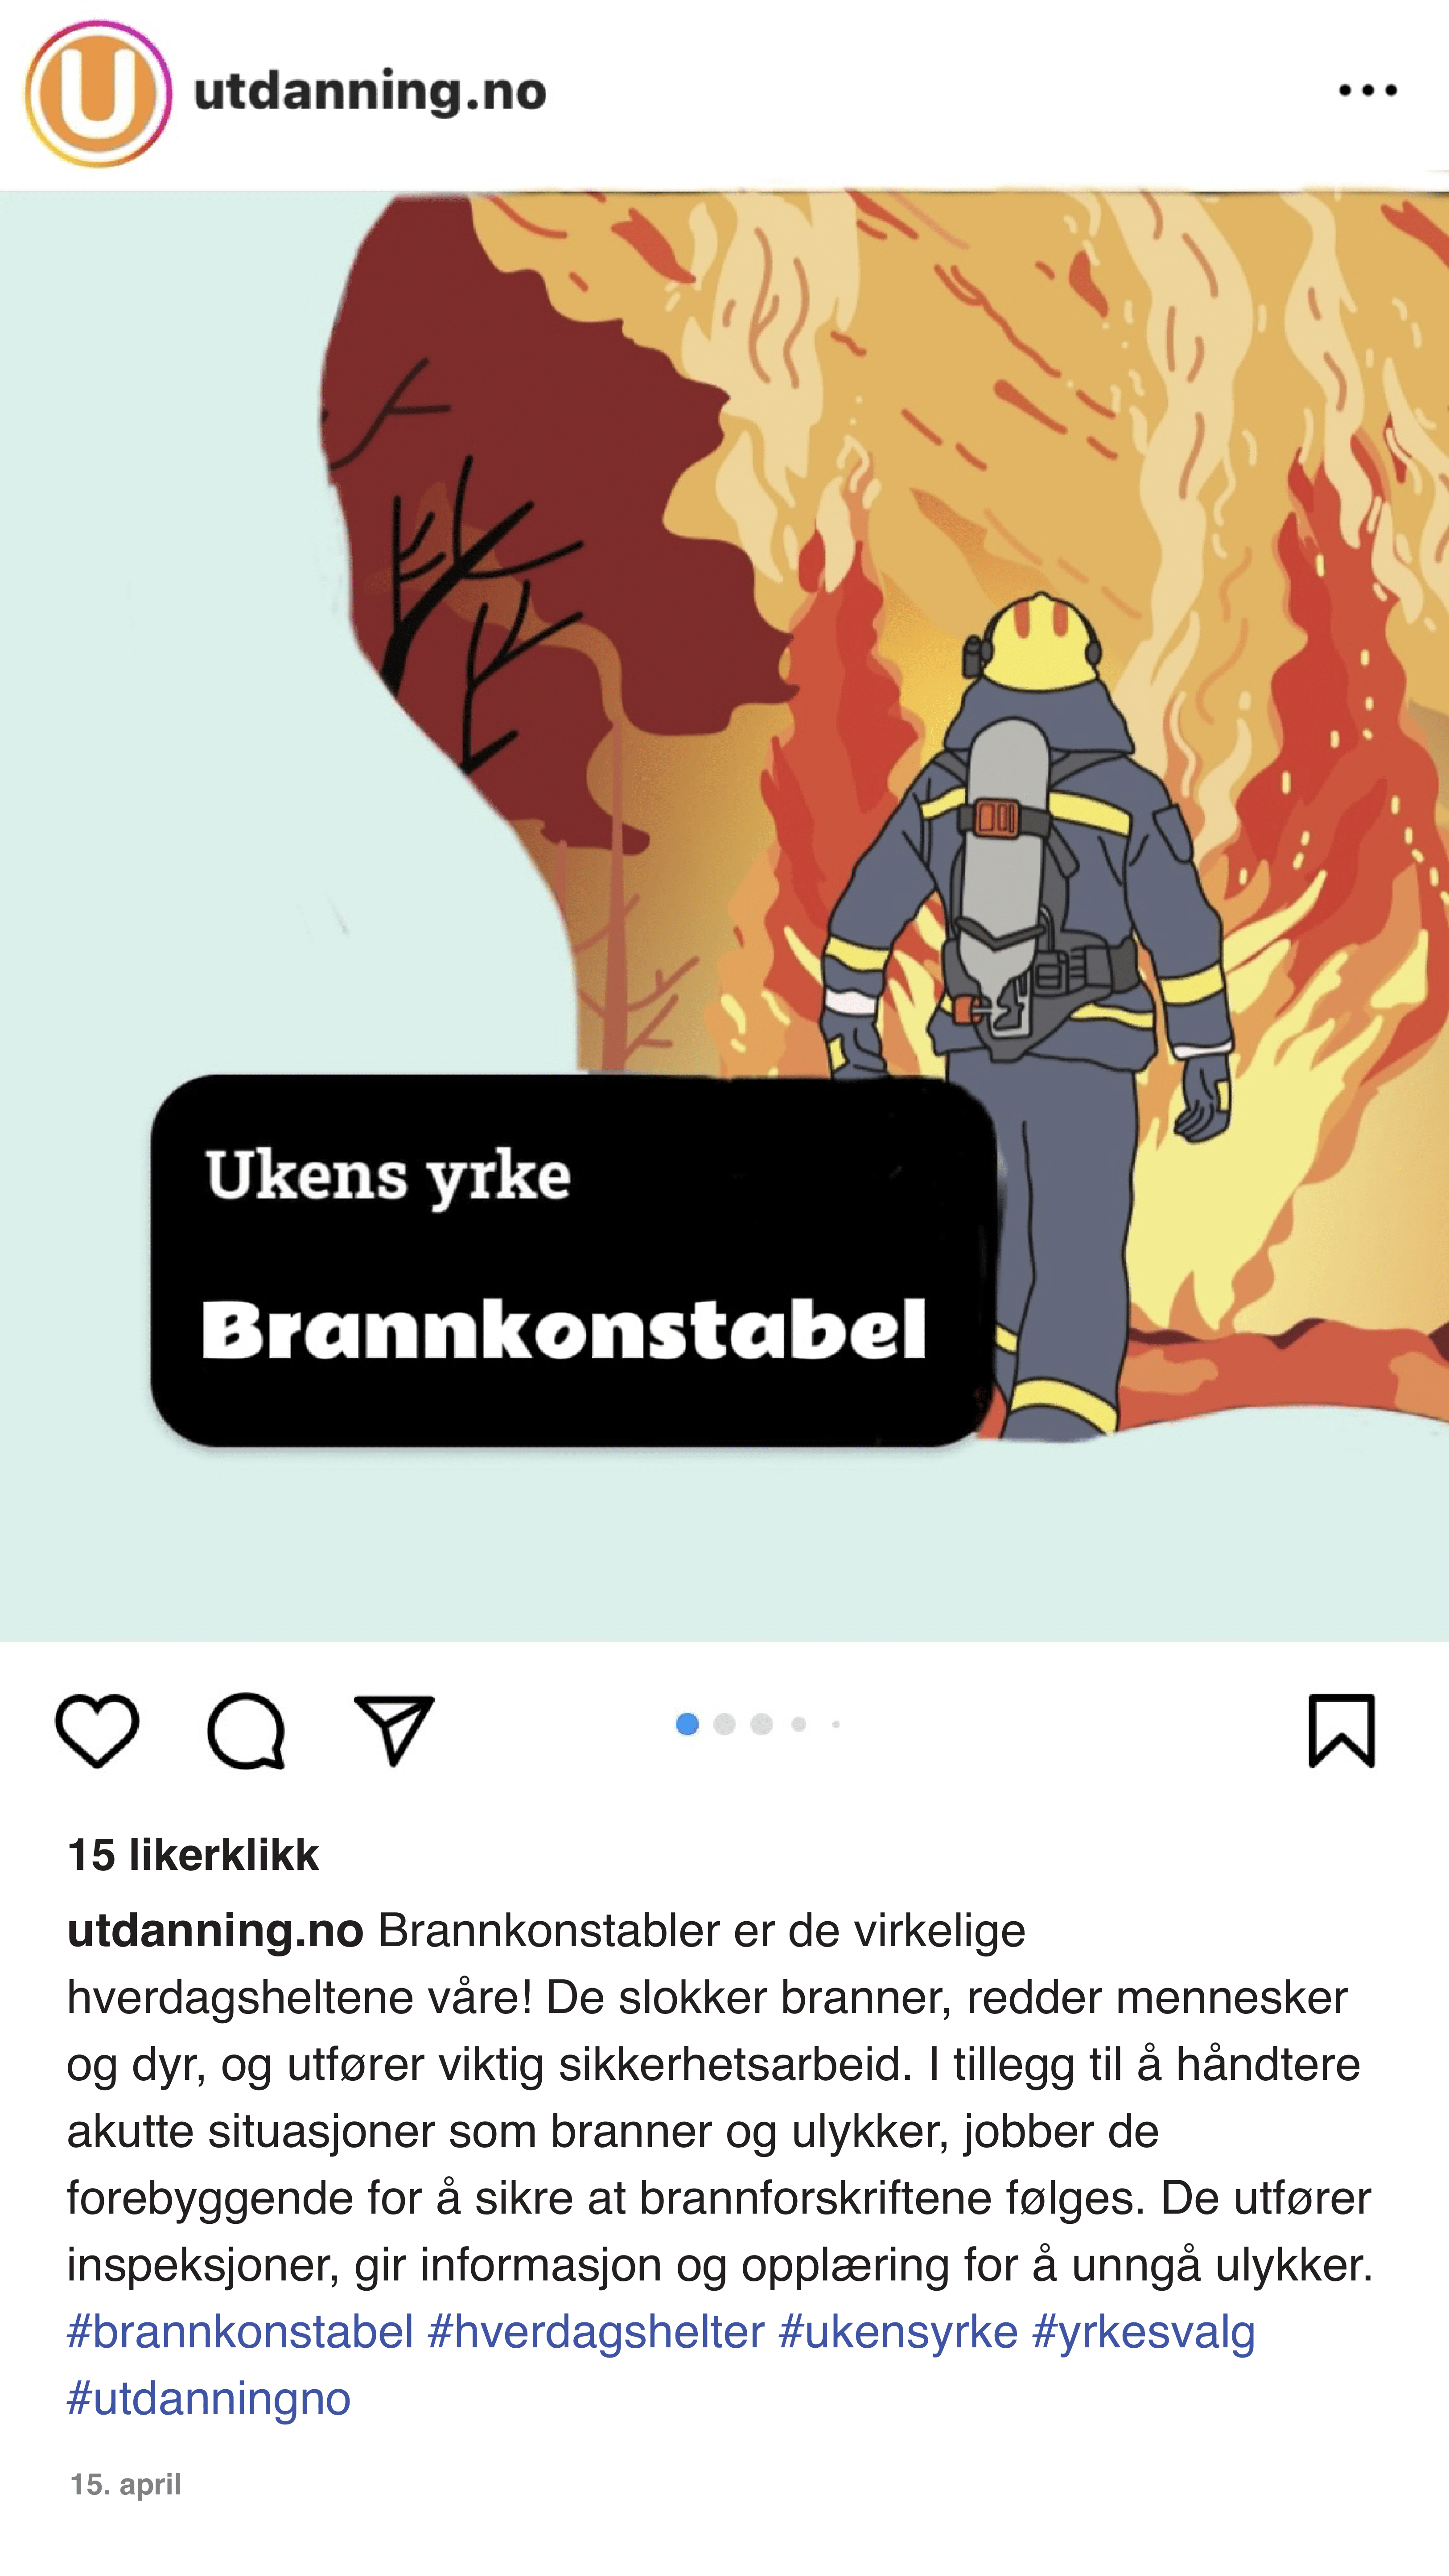 U
utdanning.no
Ukens yrke
Brannkonstabel
15 likerklikk
utdanning.no Brannkonstabler er de virkelige
hverdagsheltene våre! De slokker branner, redder mennesker
og dyr, og utfører viktig sikkerhetsarbeid. I tillegg til å håndtere
akutte situasjoner som branner og ulykker, jobber de
forebyggende for å sikre at brannforskriftene følges. De utfører
inspeksjoner, gir informasjon og opplæring for å unngå ulykker.
#brannkonstabel #hverdagshelter #ukensyrke #yrkesvalg
#utdanningno
15. april